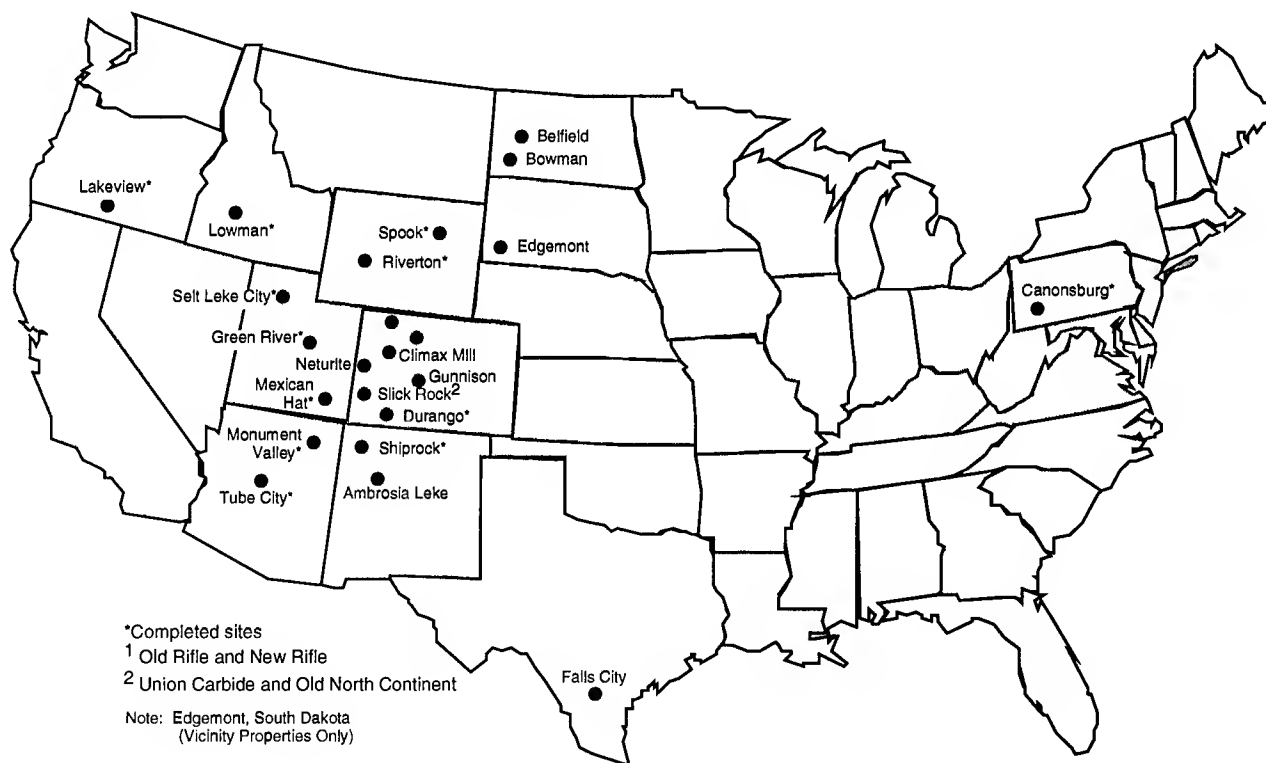 Belfield
Bowman
Lakeview*
Lowman*
Spook*
Riverton*
Edgemont
Selt Leke City*
Canonsburg*
Green River*
Climax Mill
Neturite
Gunnison
Mexican
Hat*
Slick Rock2
Durango*
Monument
Valley*
Shiprock*
Tube City*
Ambrosia Leke
*Completed sites
1 Old Rifle and New Rifle
2 Union Carbide and Old North Continent
Falls City
Note: Edgemont, South Dakota
(Vicinity Properties Only)